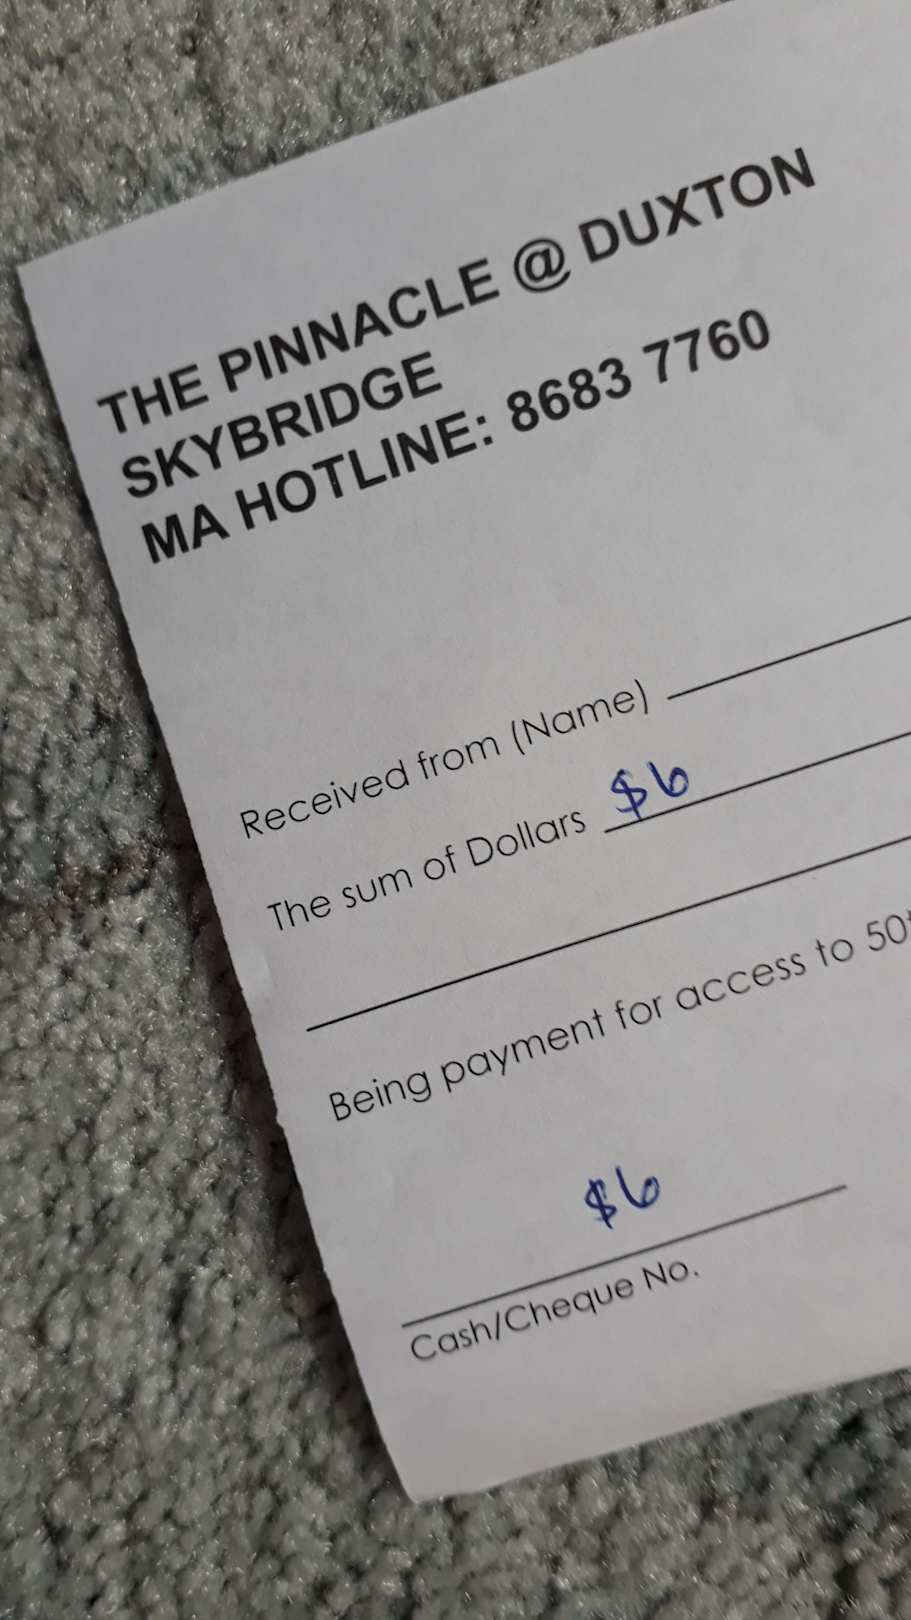 THE PINNACLE @ DUXTON
SKYBRIDGE
MA HOTLINE: 8683 7760
Received from (Name)
The sum of Dollars $6
Being payment for access to 50
$6
Cash/Cheque No.